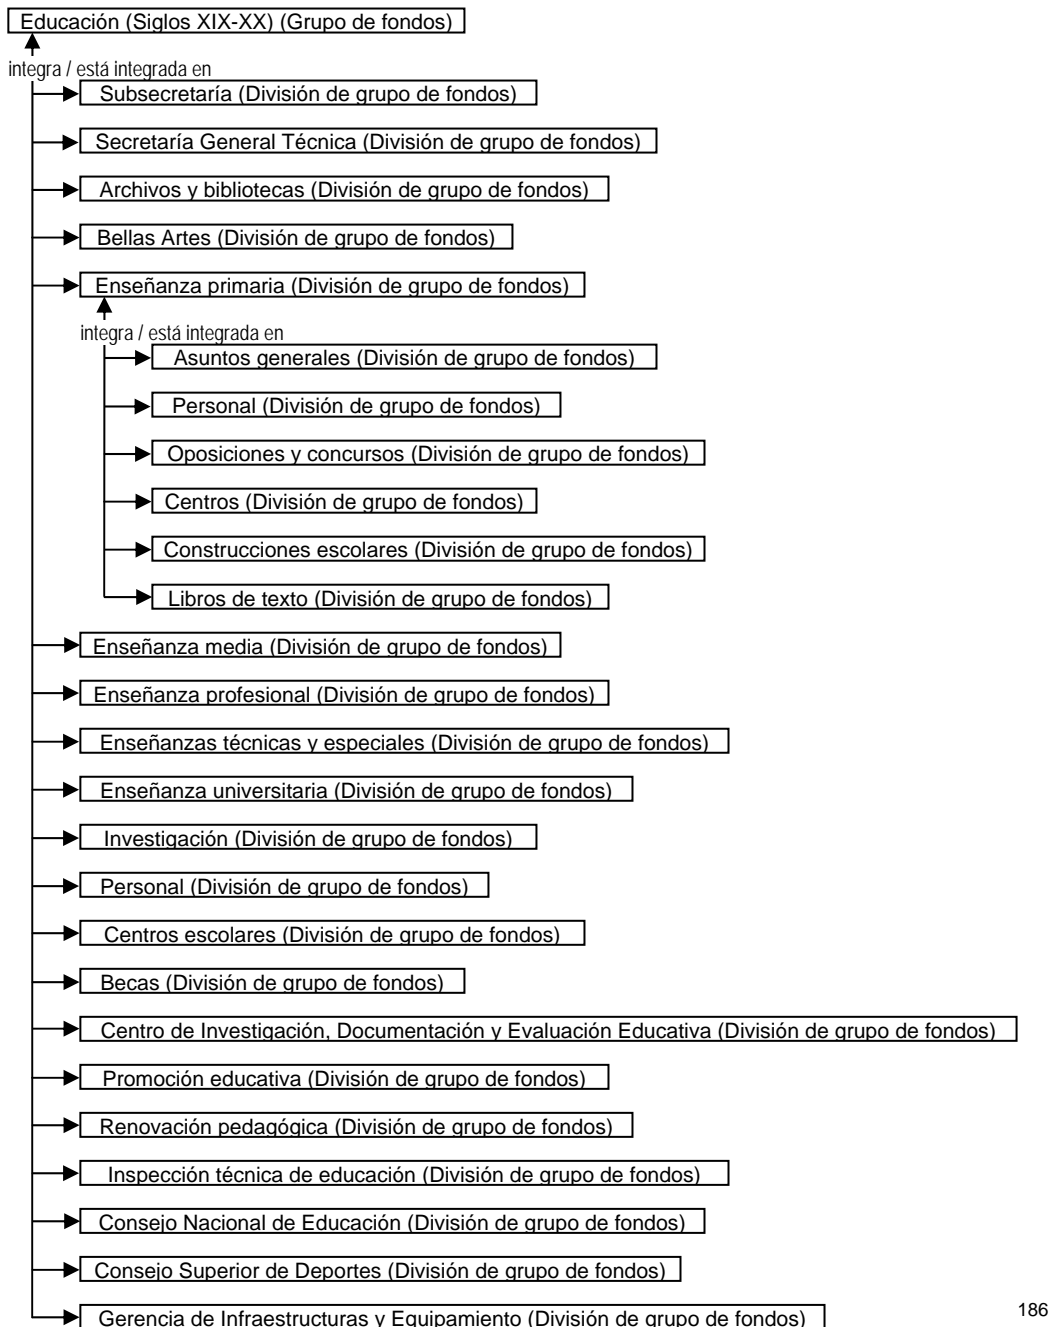 Educación (Siglos XIX-XX) (Grupo de fondos)
integra / está integrada en
Subsecretaría (División de grupo de fondos)
Secretaría General Técnica (División de grupo de fondos)
Archivos y bibliotecas (División de grupo de fondos)
Bellas Artes (División de grupo de fondos)
Enseñanza primaria (División de grupo de fondos)
integra / está integrada en
Asuntos generales (División de grupo de fondos)
Personal (División de grupo de fondos)
Oposiciones y concursos (División de grupo de fondos)
Centros (División de grupo de fondos)
Construcciones escolares (División de grupo de fondos)
Libros de texto (División de grupo de fondos)
Enseñanza media (División de grupo de fondos)
Enseñanza profesional (División de grupo de fondos)
Enseñanzas técnicas y especiales (División de grupo de fondos)
Enseñanza universitaria (División de grupo de fondos)
Investigación (División de grupo de fondos)
Personal (División de grupo de fondos)
Centros escolares (División de grupo de fondos)
Becas (División de grupo de fondos)
Centro de Investigación, Documentación y Evaluación Educativa (División de grupo de fondos)
Promoción educativa (División de grupo de fondos)
Renovación pedagógica (División de grupo de fondos)
Inspección técnica de educación (División de grupo de fondos)
Consejo Nacional de Educación (División de grupo de fondos)
Consejo Superior de Deportes (División de grupo de fondos)
Gerencia de Infraestructuras y Equipamiento (División de grupo de fondos)
186